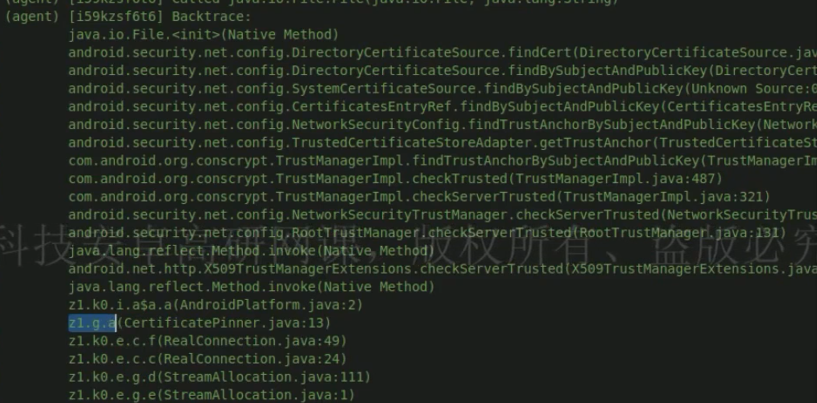 (agent) [i59kzsf6t6] Called java.io.File.File(java.io.File, java.lang.String)
(agent) [i59kzsf6t6] Backtrace:
java.io.File.<init>(Native Method)
android.security.net.config.DirectoryCertificateSource.findCert(DirectoryCertificateSource.jav
android.security.net.config.DirectoryCertificateSource.findBySubjectAndPublicKey(DirectoryCert
android.security.net.config.SystemCertificateSource.findBySubjectAndPublicKey(Unknown Source:0
android.security.net.config.CertificatesEntryRef.findBySubjectAndPublicKey(CertificatesEntryRe
android.security.net.config.NetworkSecurityConfig.findTrustAnchorBySubjectAndPublicKey(Network
android.security.net.config.TrustedCertificateStoreAdapter.getTrustAnchor(TrustedCertificateSt
com.android.org.conscrypt.TrustManagerImpl.findTrustAnchorBySubjectAndPublicKey(TrustManagerIm
com.android.org.conscrypt.TrustManagerImpl.checkTrusted(TrustManagerImpl.java:487)
com.android.org.conscrypt.TrustManagerImpl.checkServerTrusted(TrustManagerImpl.java:321)
android.security.net.config.NetworkSecurityTrustManager.checkServerTrusted(NetworkSecurityTrus
android.security.net.config.RootTrustManager.checkServerTrusted(RootTrustManager.java:131)
java.lang.reflect.Method.invoke(Native Method)
android.net.http.X509TrustManagerExtensions.checkServerTrusted(X509TrustManagerExtensions.java
java.lang.reflect.Method.invoke(Native Method)
z1.k0.i.a$a.a(AndroidPlatform.java:2)
z1.g.a(CertificatePinner.java:13)
z1.k0.e.c.f(RealConnection.java:49)
z1.k0.e.c.c(RealConnection.java:24)
z1.k0.e.g.d(StreamAllocation.java:111)
z1.k0.e.g.e(StreamAllocation.java:1)
科技 版权所有、盗版必究